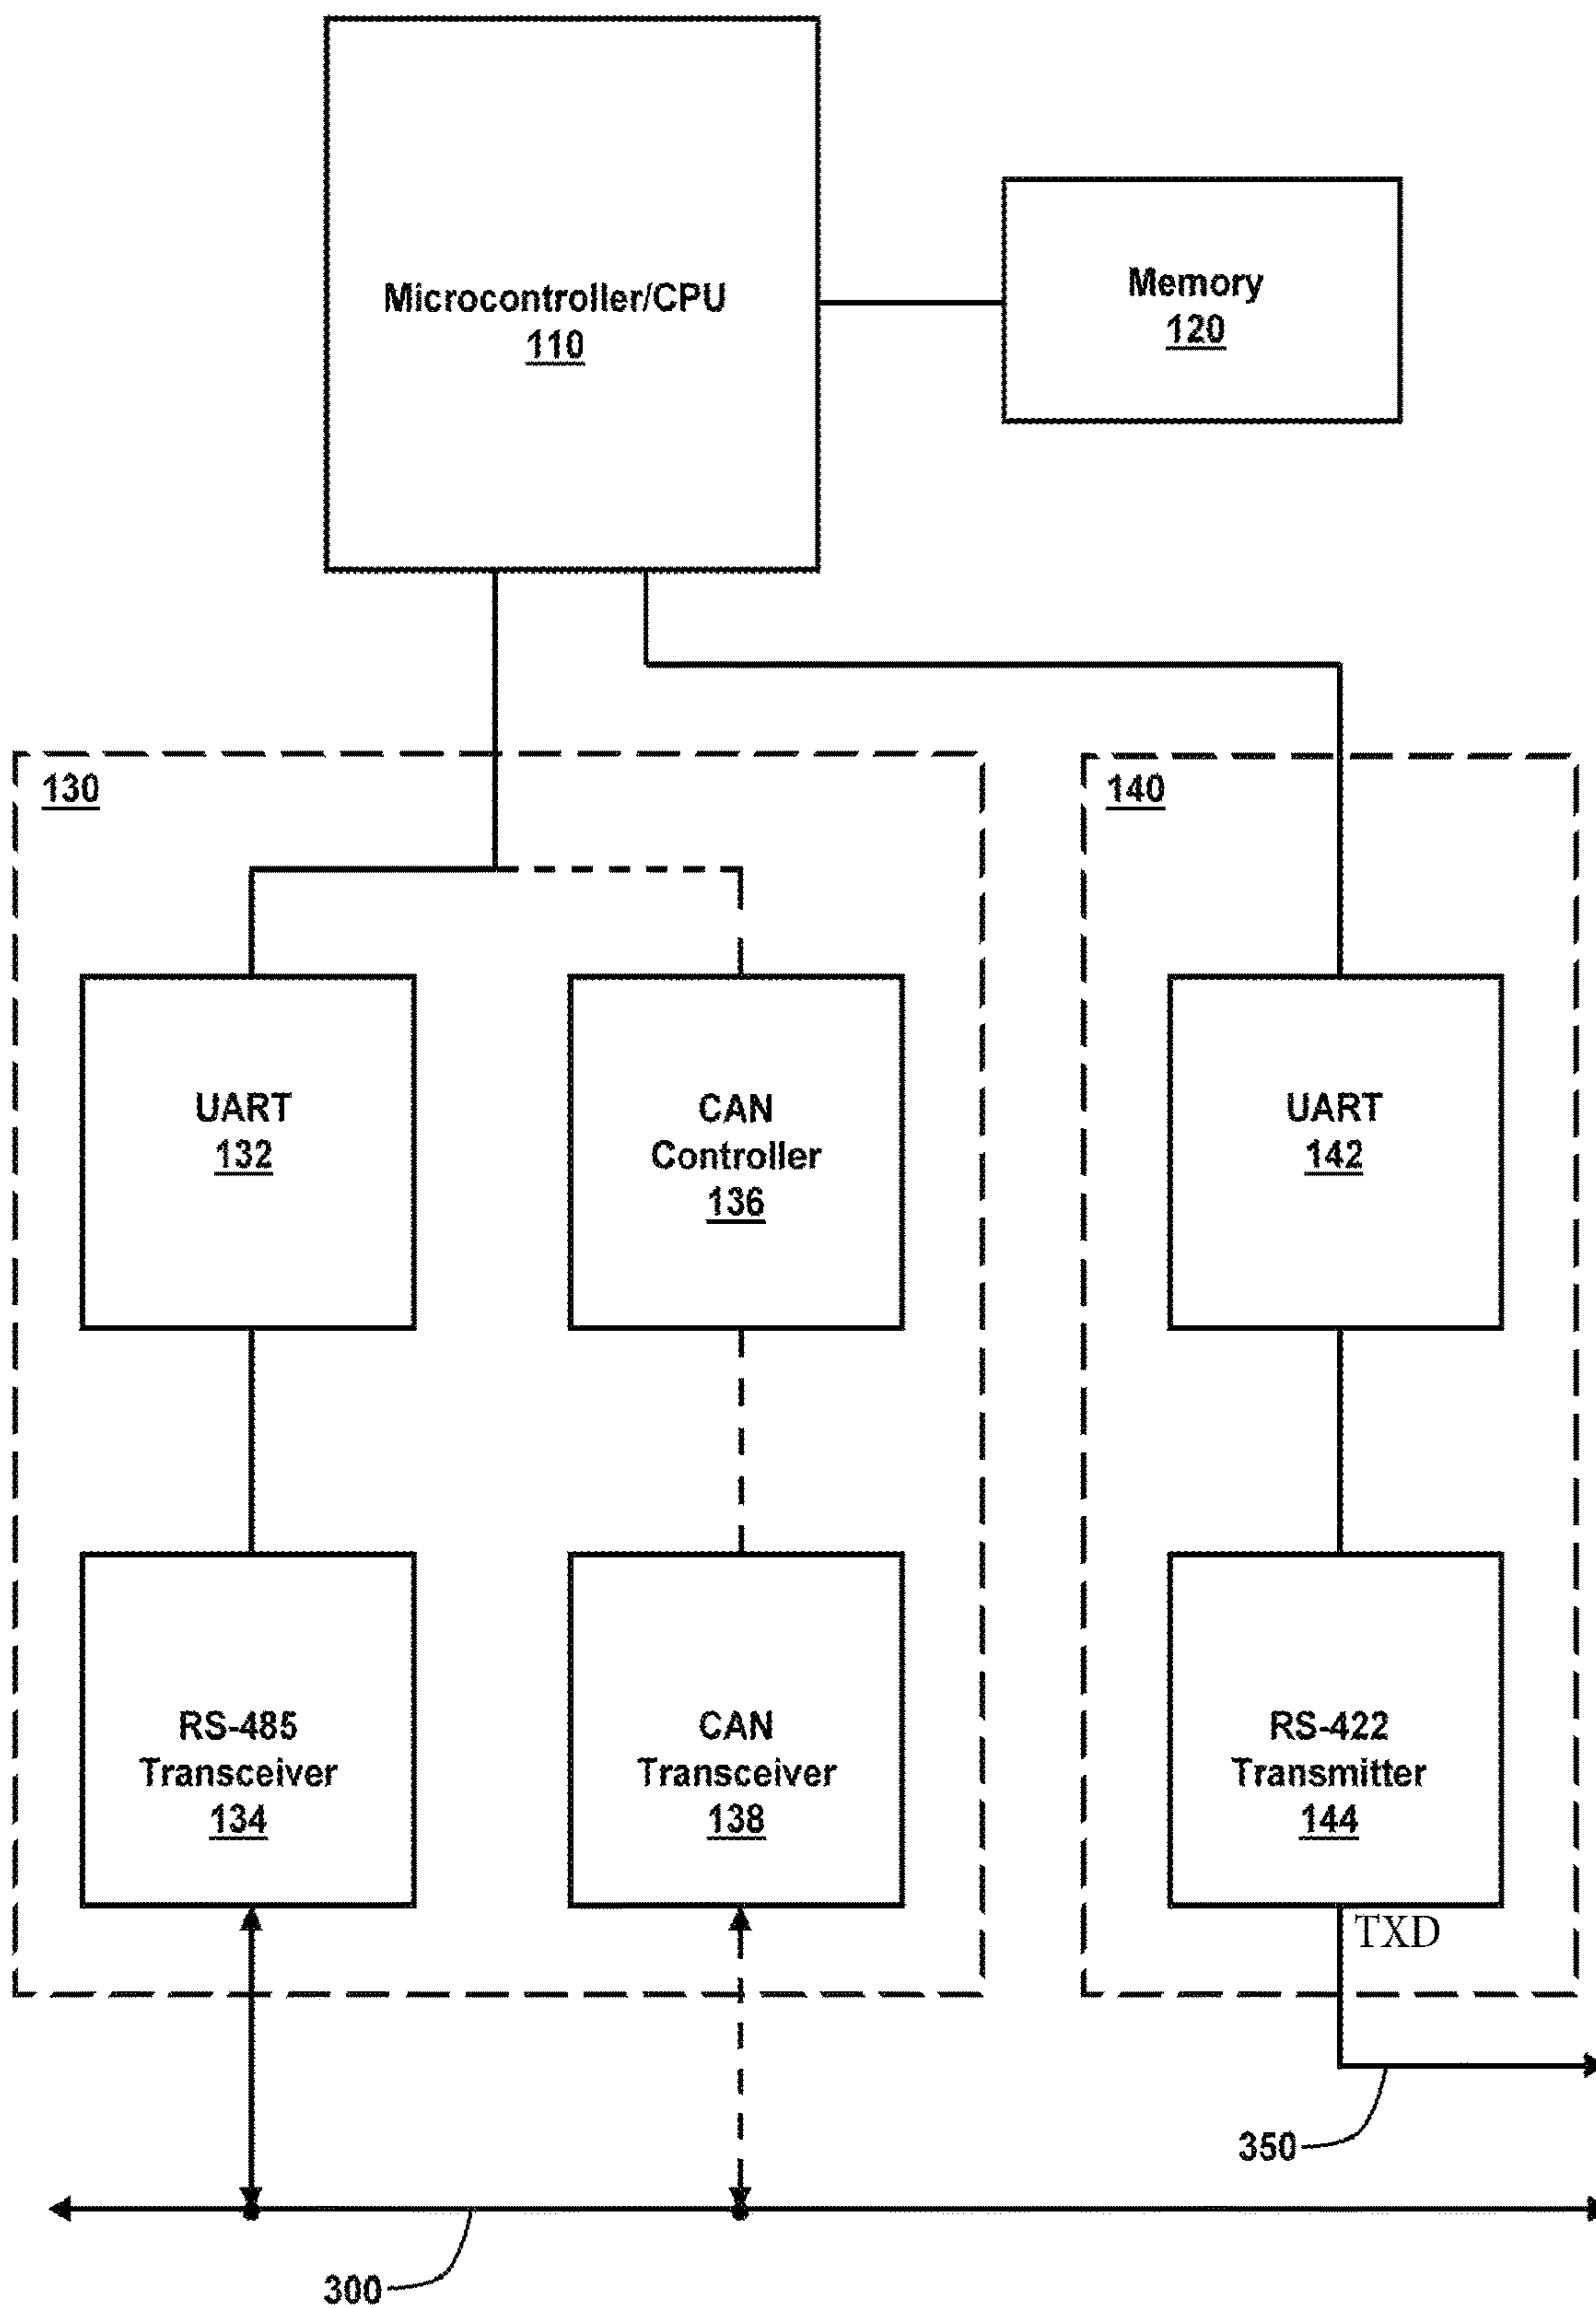 Microcontroller/CPU
110
Memory
120
130
140
UART
132
CAN
Controller
136
UART
142
RS-485
Transceiver
134
CAN
Transceiver
138
RS-422
Transmitter
144
TXD
350
300